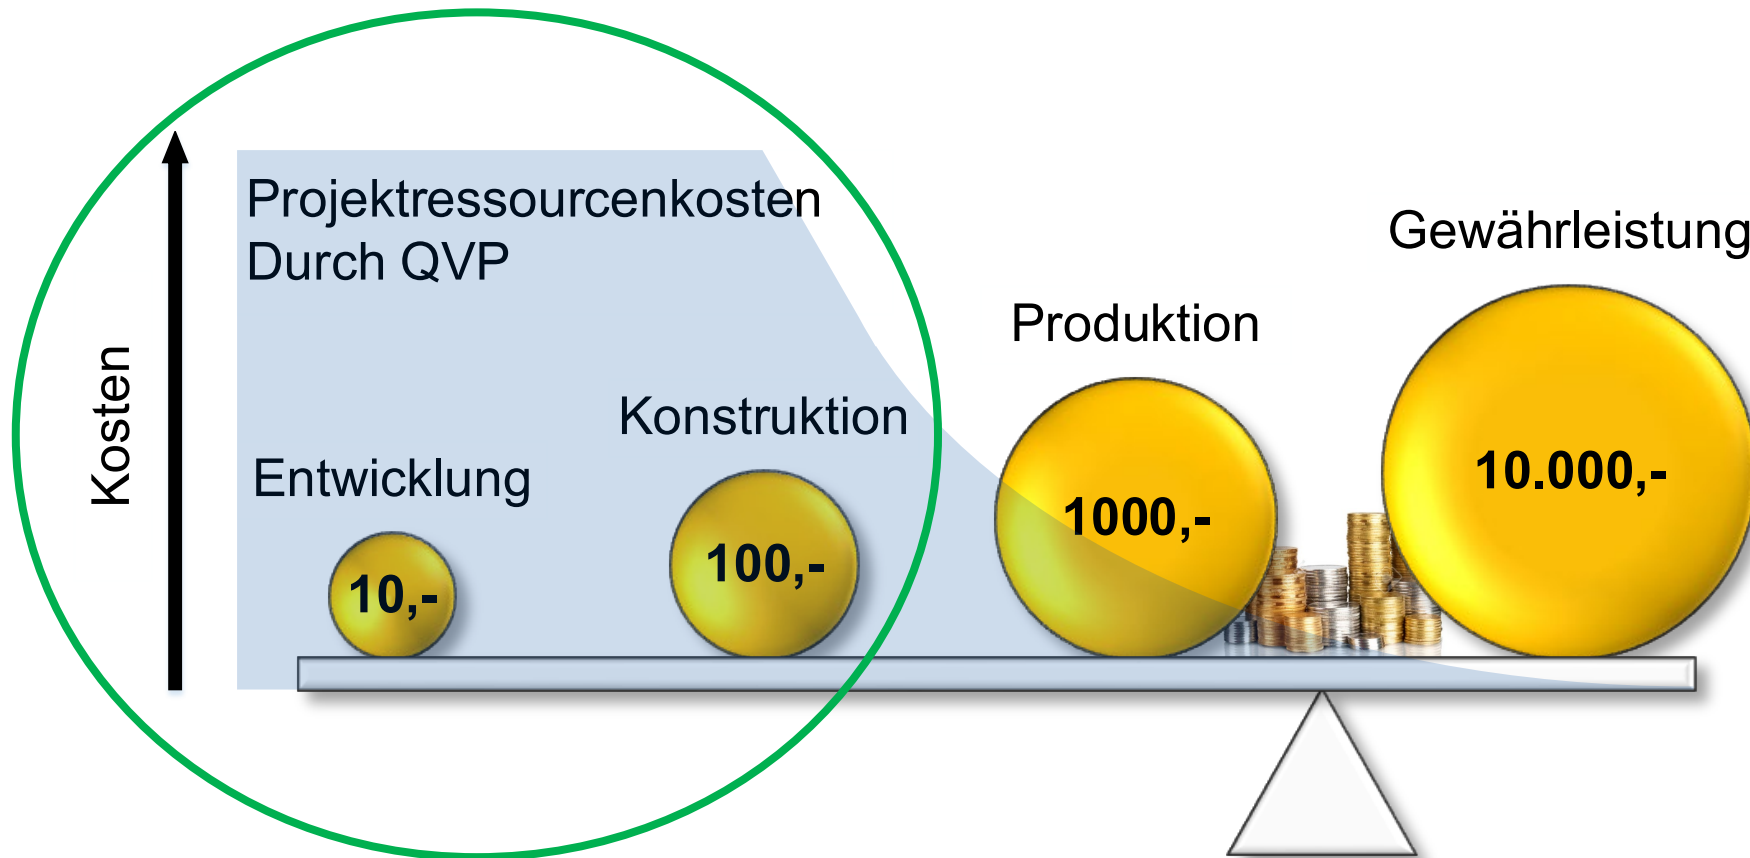 Projektressourcenkosten
Durch QVP
Gewährleistung
Produktion
Konstruktion
Entwicklung
Kosten
10,-
100,-
1000,-
10.000,-